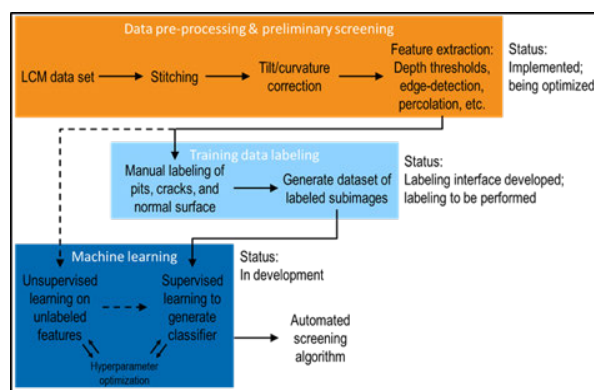 Data pre-processing & preliminary screening
LCM data set
Stitching
Tilt/curvature
correction
Feature extraction:
Depth thresholds,
edge-detection,
percolation, etc.
Status:
Implemented;
being optimized
Training data labeling
Manual labeling of
pits, cracks, and
normal surface
Generate dataset of
labeled subimages
Status:
Labeling interface developed;
labeling to be performed
Machine learning
Status:
In development
Unsupervised
learning on
unlabeled
features
Supervised
learning to
generate
classifier
Hyperparameter
optimization
Automated
screening
algorithm